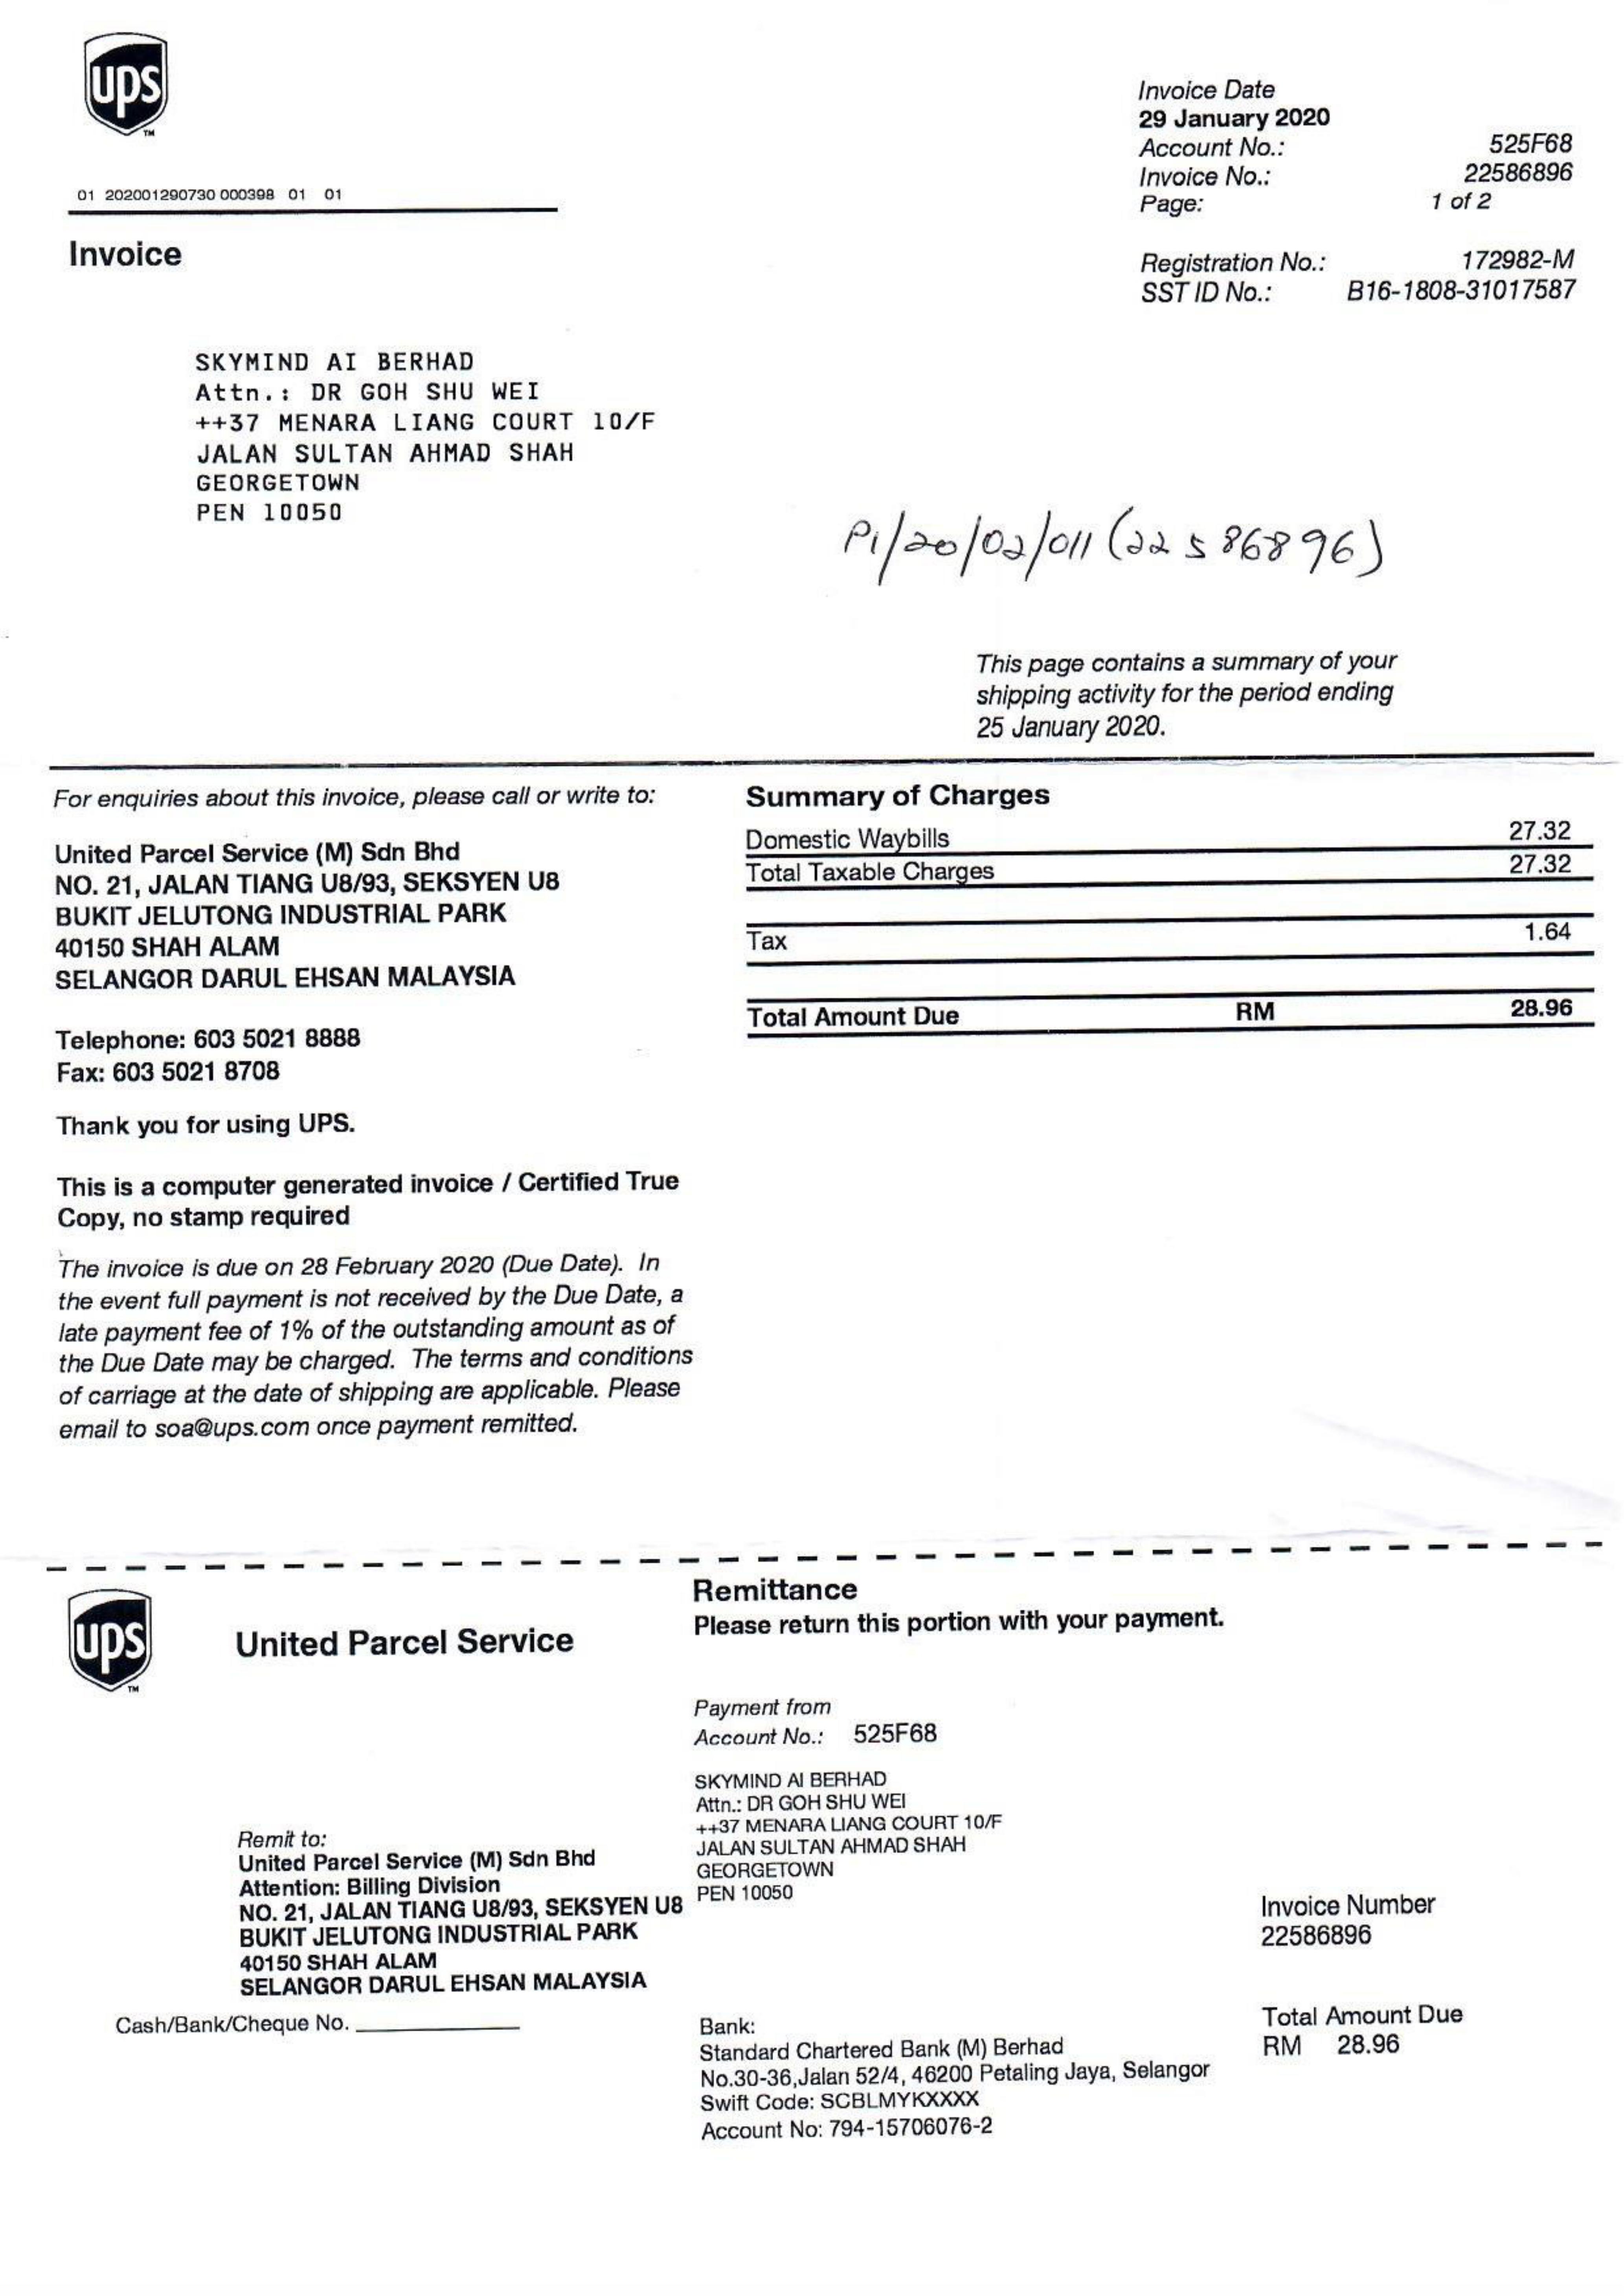 ups
TM
Invoice Date
29 January 2020
Account No.: 525F68
Invoice No.: 22586896
Page: 1 of 2
01 202001290730 000398 01 01
Invoice
Registration No.: 172982-M
SST ID No.: B16-1808-31017587
SKYMIND AI BERHAD
Attn.: DR GOH SHU WEI
++37 MENARA LIANG COURT 10/F
JALAN SULTAN AHMAD SHAH
GEORGETOWN
PEN 10050
PI/20/02/011 (22586896)
This page contains a summary of your
shipping activity for the period ending
25 January 2020.
For enquiries about this invoice, please call or write to:
United Parcel Service (M) Sdn Bhd
NO. 21, JALAN TIANG U8/93, SEKSYEN U8
BUKIT JELUTONG INDUSTRIAL PARK
40150 SHAH ALAM
SELANGOR DARUL EHSAN MALAYSIA
Telephone: 603 5021 8888
Fax: 603 5021 8708
Thank you for using UPS.
This is a computer generated invoice / Certified True
Copy, no stamp required
The invoice is due on 28 February 2020 (Due Date). In
the event full payment is not received by the Due Date, a
late payment fee of 1% of the outstanding amount as of
the Due Date may be charged. The terms and conditions
of carriage at the date of shipping are applicable. Please
email to soa@ups.com once payment remitted.
Summary of Charges
Domestic Waybills 27.32
Total Taxable Charges 27.32
Tax 1.64
Total Amount Due RM 28.96
ups
TM
United Parcel Service
Remittance
Please return this portion with your payment.
Payment from
Account No.: 525F68
SKYMIND AI BERHAD
Attn.: DR GOH SHU WEI
++37 MENARA LIANG COURT 10/F
JALAN SULTAN AHMAD SHAH
GEORGETOWN
PEN 10050
Remit to:
United Parcel Service (M) Sdn Bhd
Attention: Billing Division
NO. 21, JALAN TIANG U8/93, SEKSYEN U8
BUKIT JELUTONG INDUSTRIAL PARK
40150 SHAH ALAM
SELANGOR DARUL EHSAN MALAYSIA
Cash/Bank/Cheque No.
Invoice Number
22586896
Bank:
Standard Chartered Bank (M) Berhad
No.30-36,Jalan 52/4, 46200 Petaling Jaya, Selangor
Swift Code: SCBLMYKXXXX
Account No: 794-15706076-2
Total Amount Due
RM 28.96